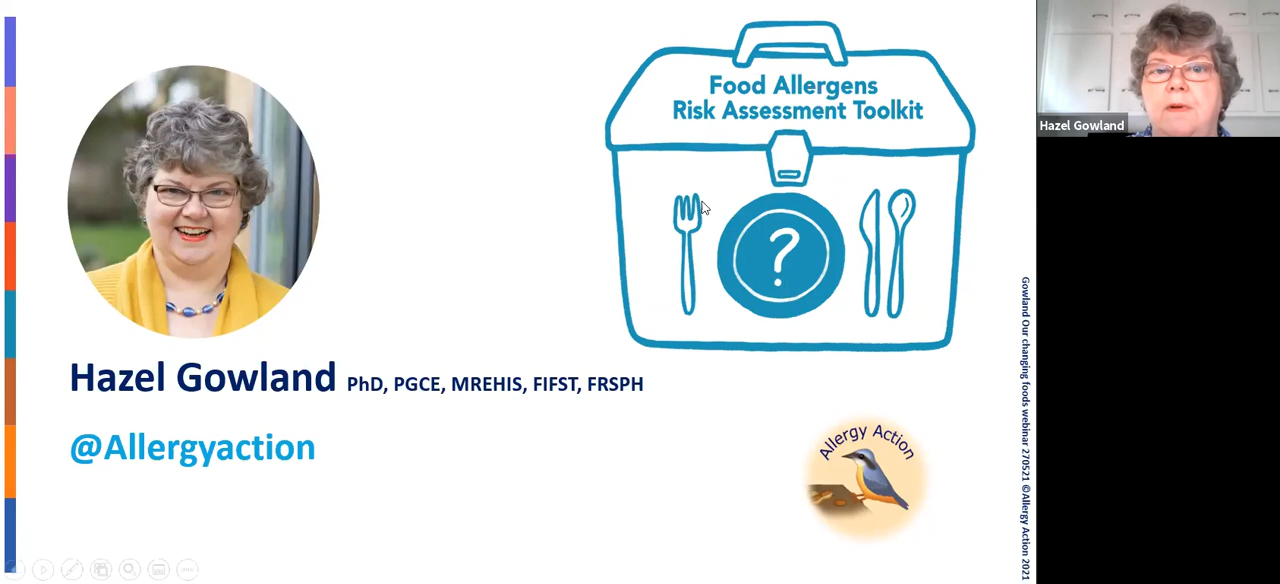 Food Allergens
Risk Assessment Toolkit
?
Hazel Gowland PhD, PGCE, MREHIS, FIFST, FRSPH
@Allergyaction
Allergy Action
Gowland Our changing foods webinar 270521 ©Allergy Action 2021
Hazel Gowland